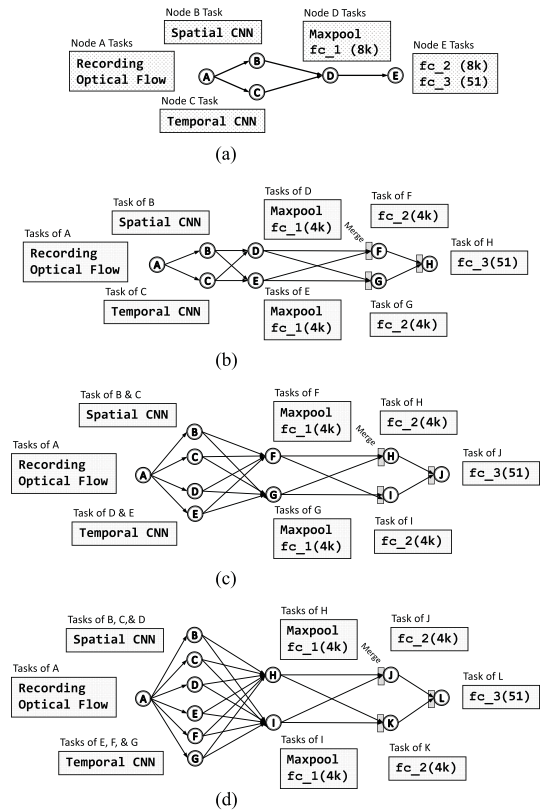 Node B Task
Spatial CNN
Node D Tasks
Maxpool
fc_1 (8k)
Node A Tasks
Recording
Optical Flow
Node E Tasks
fc_2 (8k)
fc_3 (51)
A
B
C
D
E
Node C Task
Temporal CNN
(a)
Task of B
Spatial CNN
Tasks of D
Maxpool
fc_1(4k)
Task of F
fc_2(4k)
Merge
Tasks of A
Recording
Optical Flow
Task of H
fc_3(51)
A
B
C
D
E
F
G
H
Task of C
Temporal CNN
Tasks of E
Maxpool
fc_1(4k)
Task of G
fc_2(4k)
(b)
Task of B & C
Spatial CNN
Tasks of F
Maxpool
fc_1(4k)
Task of H
fc_2(4k)
Merge
Tasks of A
Recording
Optical Flow
Task of J
fc_3(51)
A
B
C
D
E
F
G
H
I
J
Task of D & E
Temporal CNN
Tasks of G
Maxpool
fc_1(4k)
Task of I
fc_2(4k)
(c)
Tasks of B, C,& D
Spatial CNN
Tasks of H
Maxpool
fc_1(4k)
Task of J
fc_2(4k)
Merge
Tasks of A
Recording
Optical Flow
Task of L
fc_3(51)
A
B
C
D
E
F
G
H
I
J
K
L
Tasks of E, F, & G
Temporal CNN
Tasks of I
Maxpool
fc_1(4k)
Task of K
fc_2(4k)
(d)